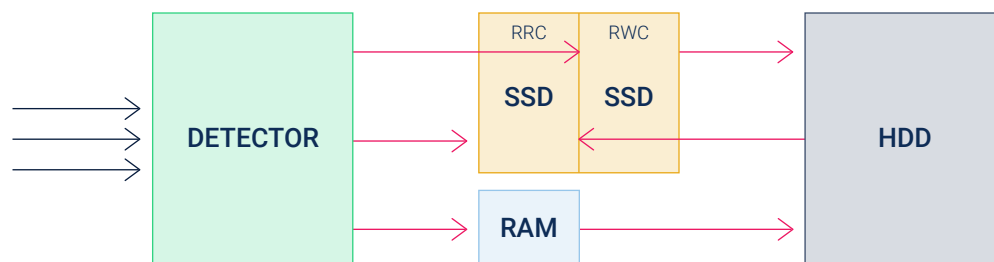 RRC
RWC
SSD
SSD
DETECTOR
HDD
RAM